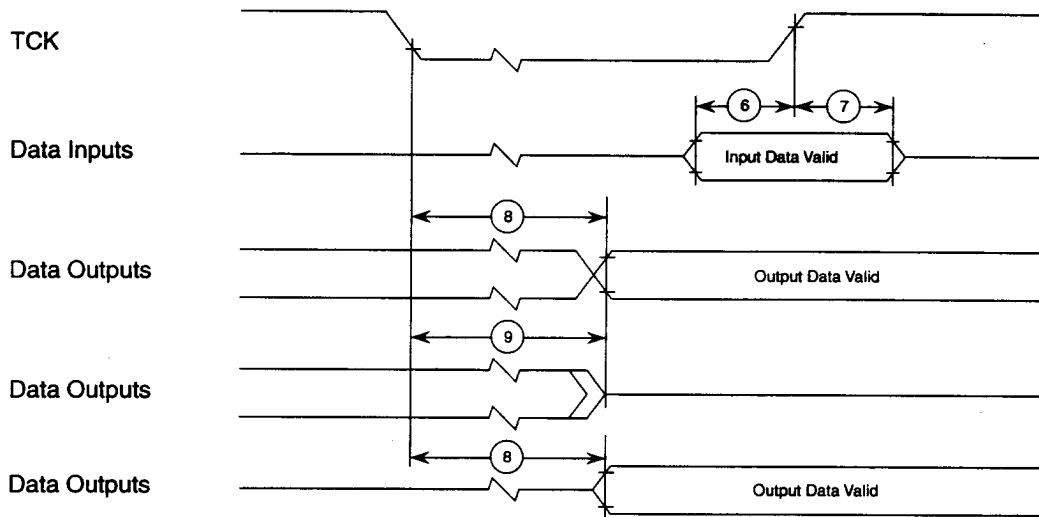 TCK
6
7
Data Inputs
Input Data Valid
8
Data Outputs
Output Data Valid
9
Data Outputs
8
Data Outputs
Output Data Valid